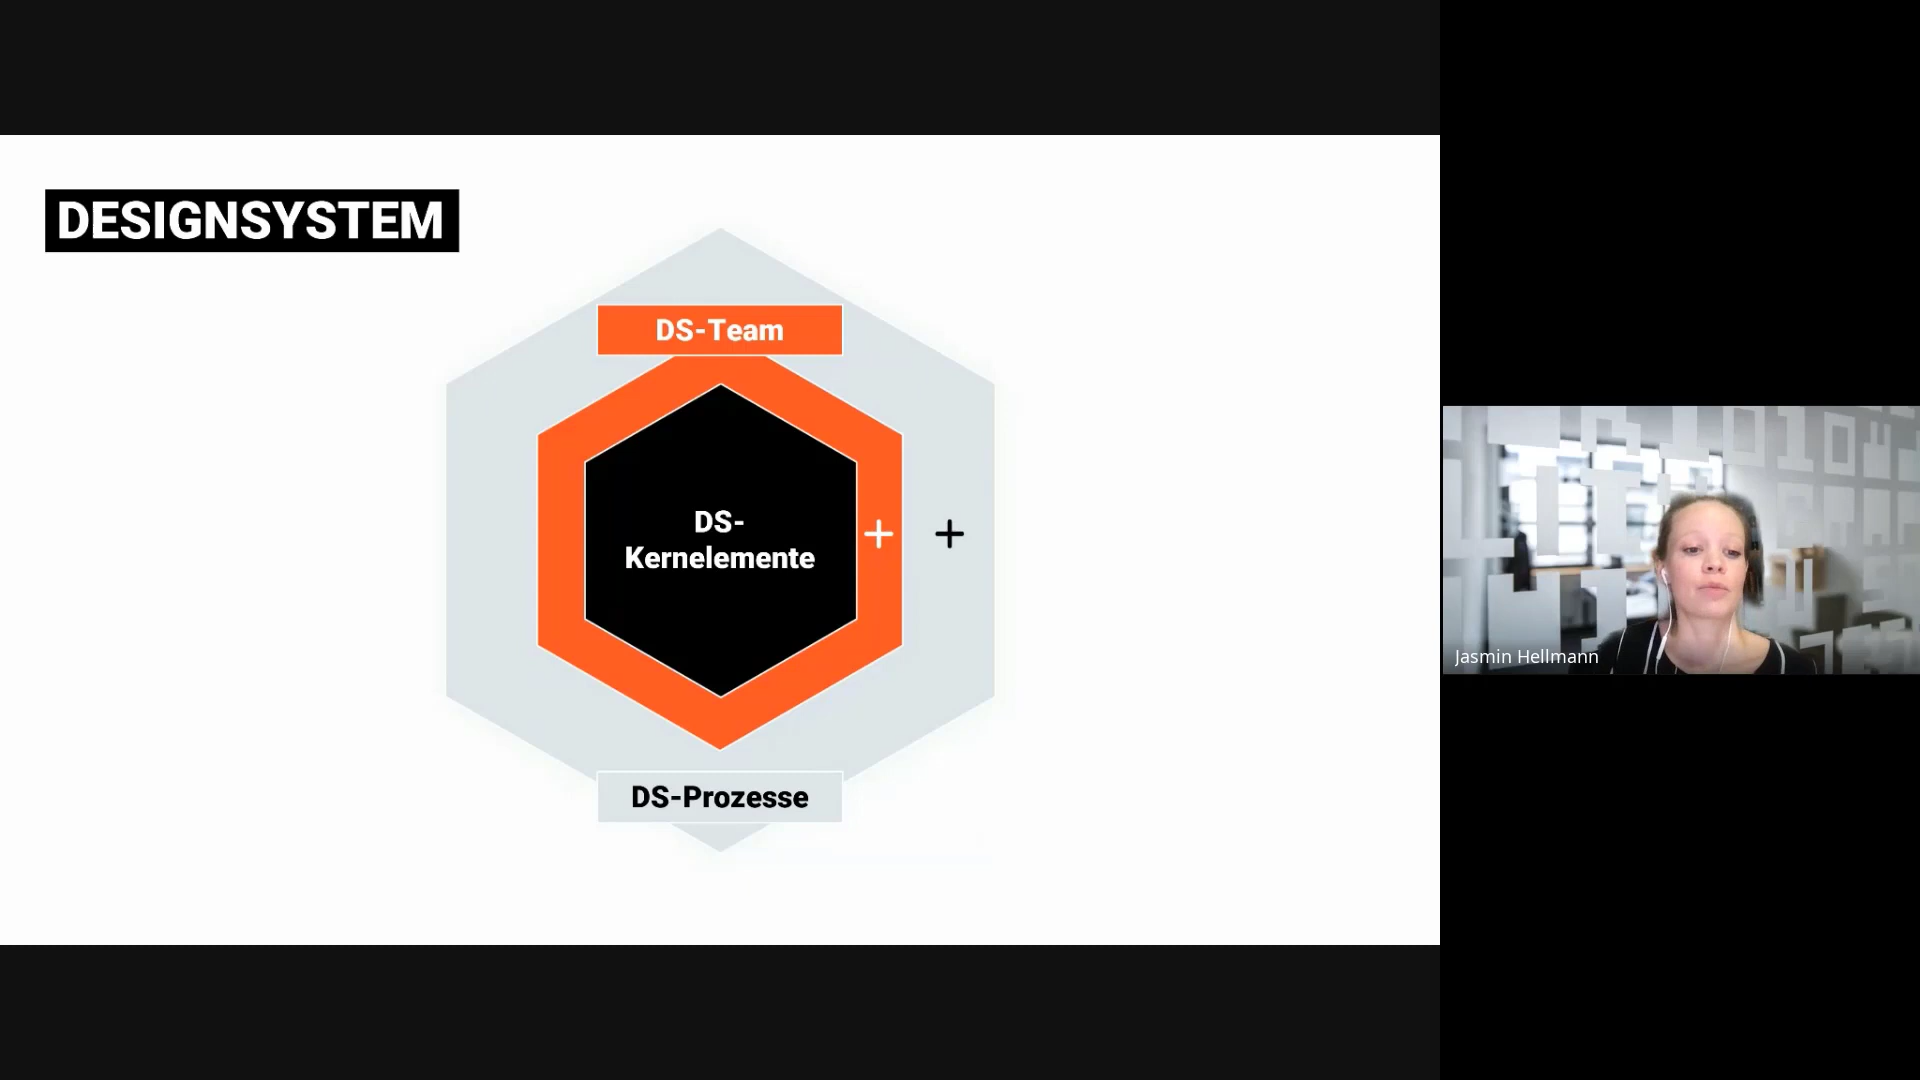 DESIGNSYSTEM
DS-Team
DS-
Kernelemente
+ +
DS-Prozesse
Jasmin Hellmann